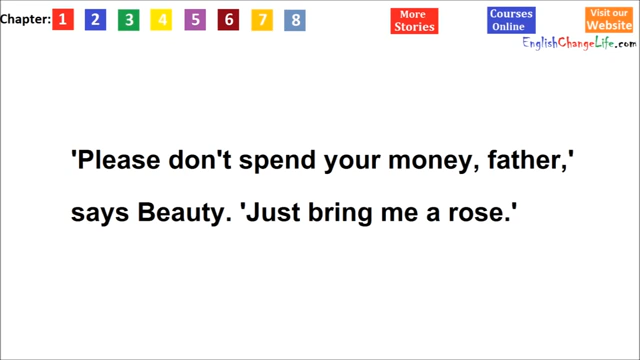 Chapter: 1 2 3 4 5 6 7 8
More
Stories
Courses
Online
Visit our
Website
EnglishChangeLife.com
'Please don't spend your money, father,'
says Beauty. 'Just bring me a rose.'